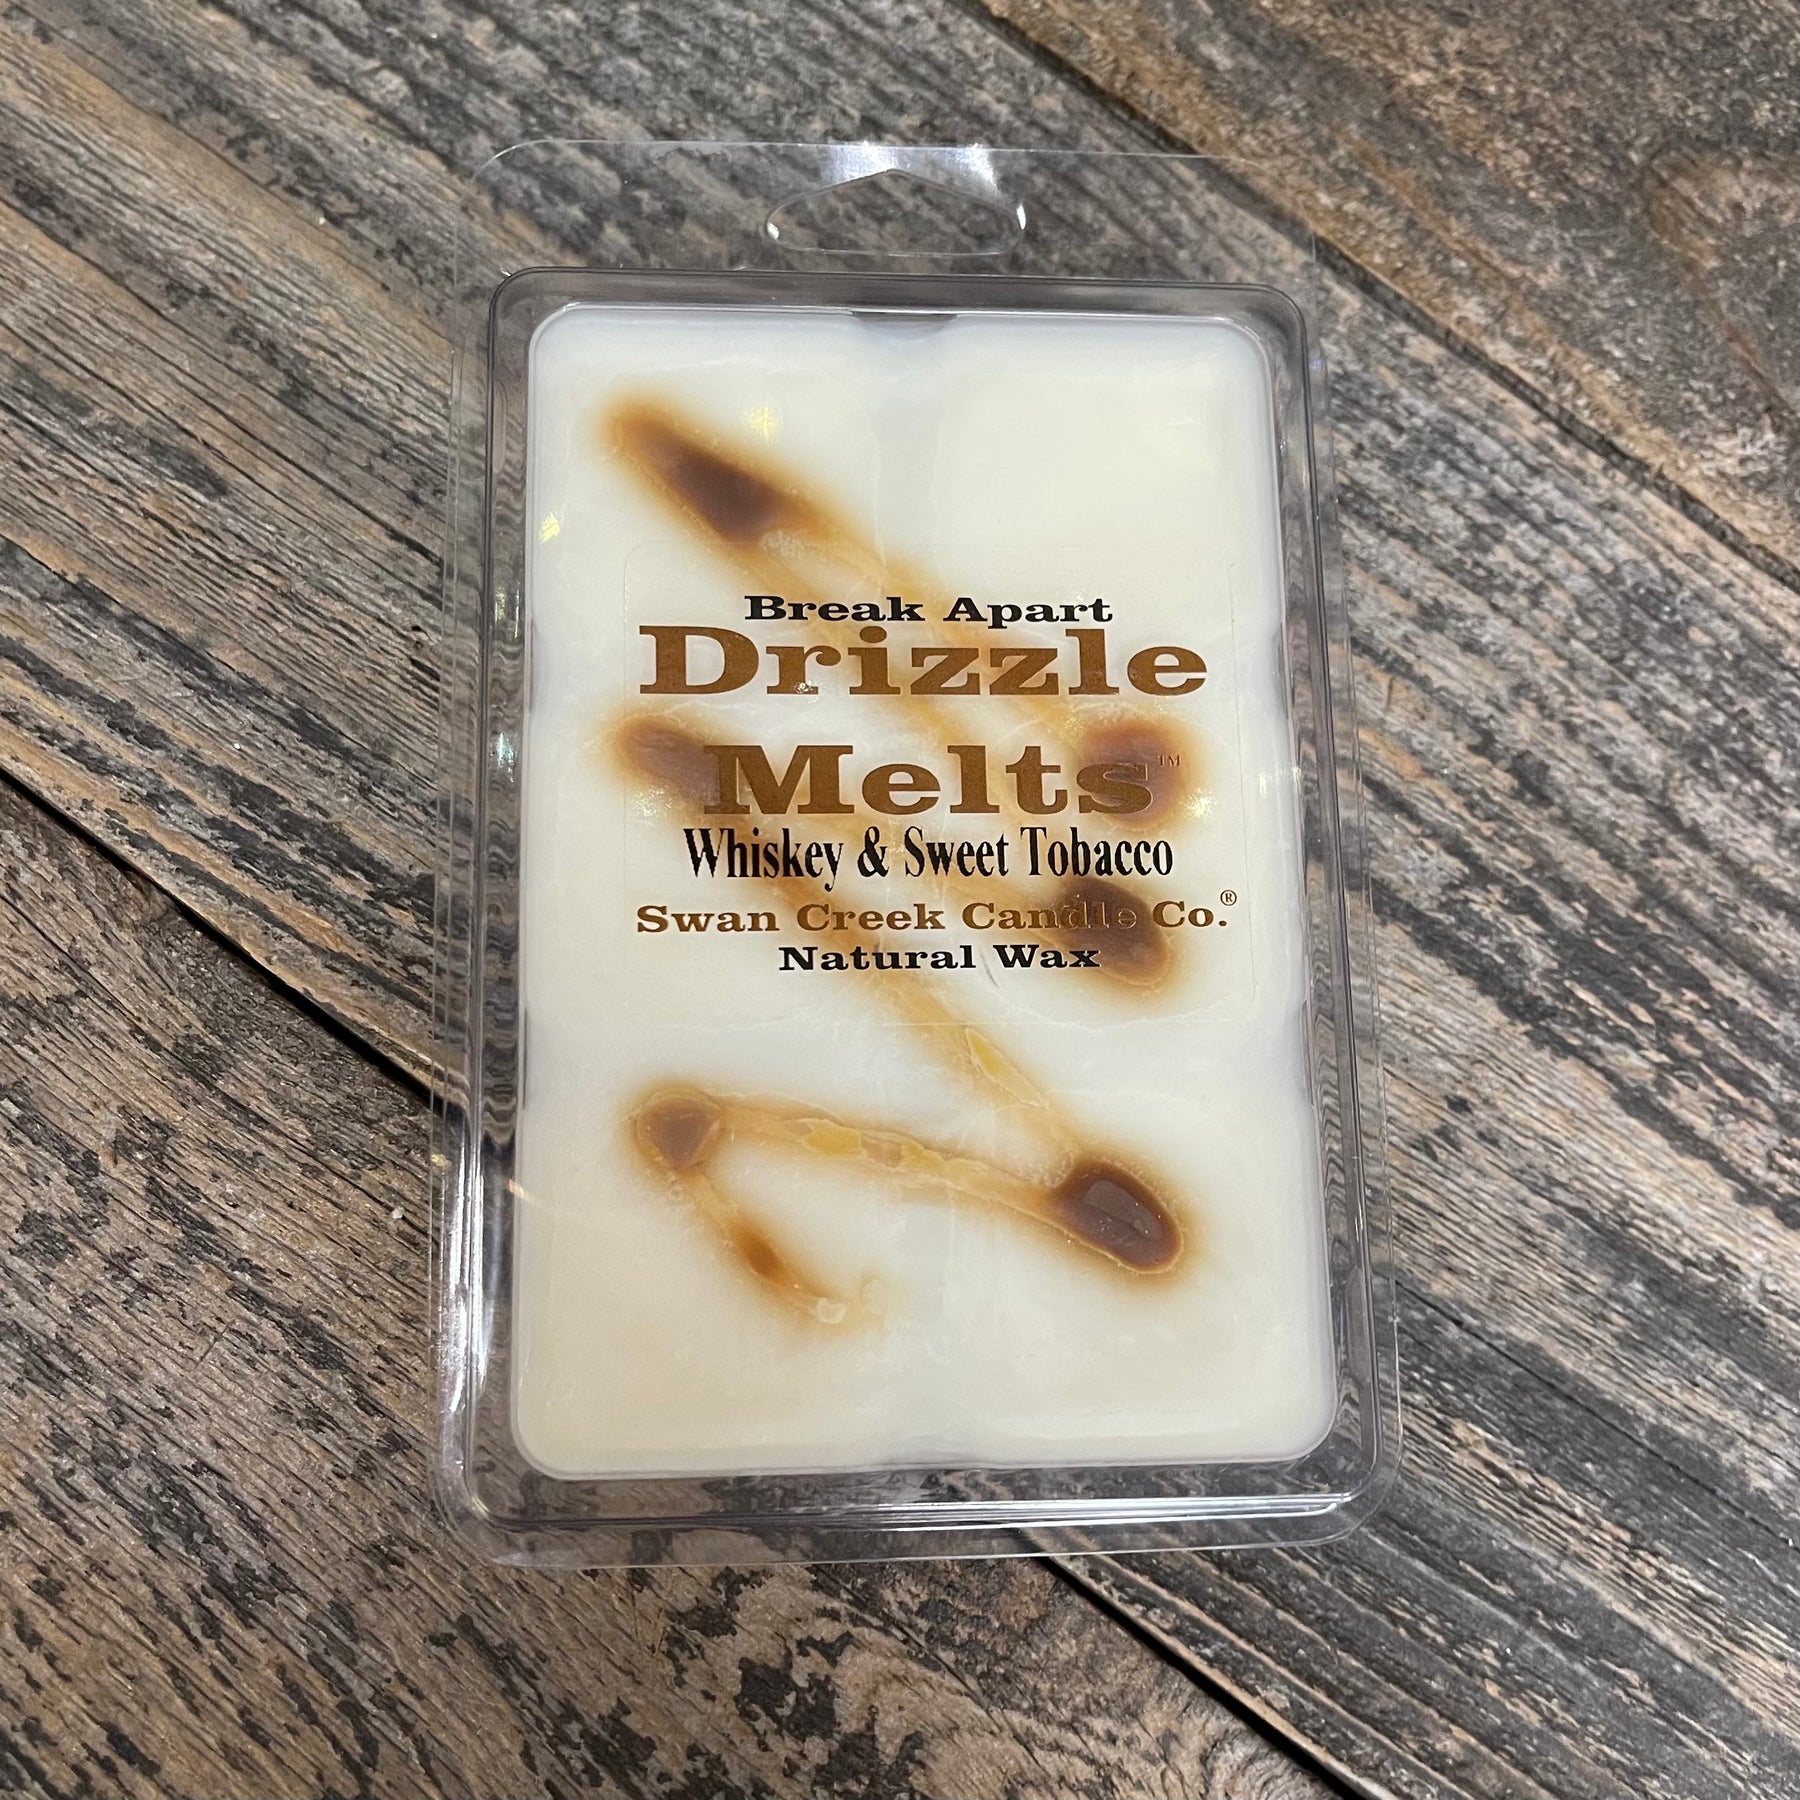 Break Apart
Drizzle
Melts™
Whiskey & Sweet Tobacco
Swan Creek Candle Co.®
Natural Wax